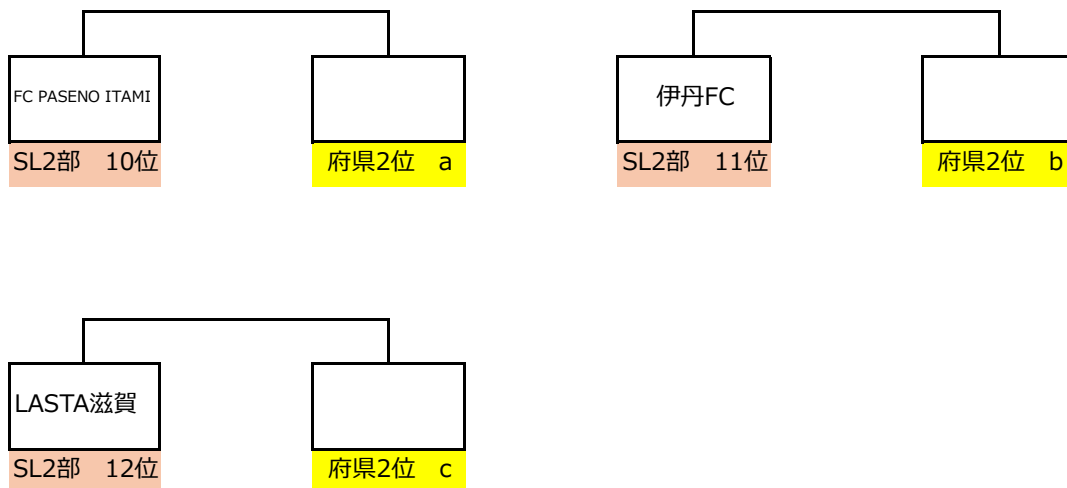 FC PASENO ITAMI
SL2部　10位
府県2位　a
伊丹FC
SL2部　11位
府県2位　b
LASTA滋賀
SL2部　12位
府県2位　c